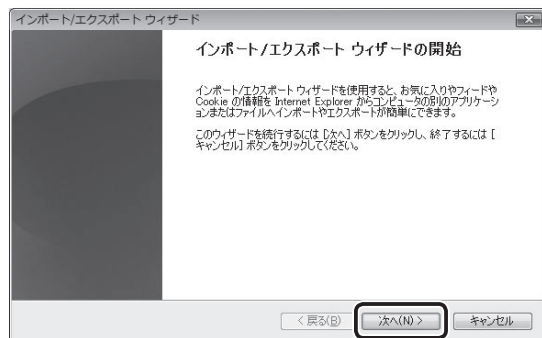 インポート/エクスポート ウィザード
インポート/エクスポート ウィザードの開始
インポート/エクスポート ウィザードを使用すると、お気に入りやフィードや
Cookie の情報を Internet Explorer からコンピュータの別のアプリケーシ
ョンまたはファイルへインポートやエクスポートが簡単にできます。
このウィザードを続行するには [次へ] ボタンをクリックし、終了するには [
キャンセル] ボタンをクリックしてください。
< 戻る(B)
次へ(N) >
キャンセル